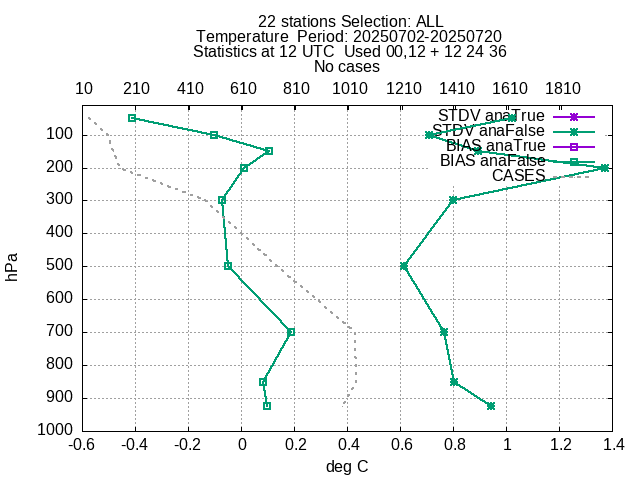 22 stations Selection: ALL
Temperature  Period: 20250702-20250720
Statistics at 12 UTC  Used 00,12 + 12 24 36
No cases
10 210 410 610 810 1010 1210 1410 1610 1810
STDV anaTrue
STDV anaFalse
BIAS anaTrue
BIAS anaFalse
CASES
100
200
300
400
500
600
700
800
900
1000
hPa
-0.6 -0.4 -0.2 0 0.2 0.4 0.6 0.8 1 1.2 1.4
deg C